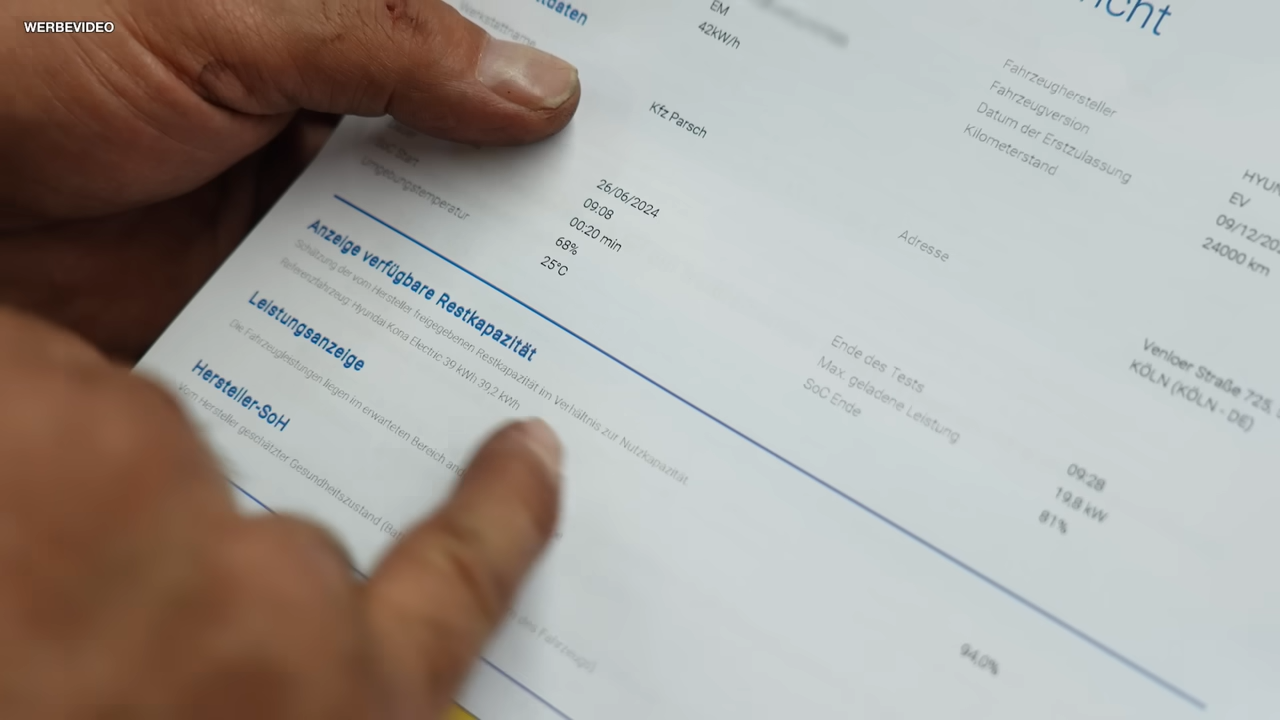 WERBEVIDEO
EM
42kW/h
Werkstattname
Kfz Parsch
Umgebungstemperatur
26/06/2024
09:08
00:20 min
68%
25°C
Fahrzeughersteller
Fahrzeugversion
Datum der Erstzulassung
Kilometerstand
EV
24000 km
Adresse
Venloer Straße 725,
KÖLN (KÖLN - DE)
Ende des Tests
Max. geladene Leistung
SoC Ende
09:28
19,8 kW
81%
Anzeige verfügbare Restkapazität
Schätzung der vom Hersteller freigegebenen Restkapazität im Verhältnis zur Nutzkapazität
Referenzfahrzeug: Hyundai Kona Electric 39 kWh 39,2 kWh
94,0%
Leistungsanzeige
Die Fahrzeugleistungen liegen im erwarteten Bereich
Hersteller-SoH
Vom Hersteller geschätzter Gesundheitszustand
des Fahrzeugs)